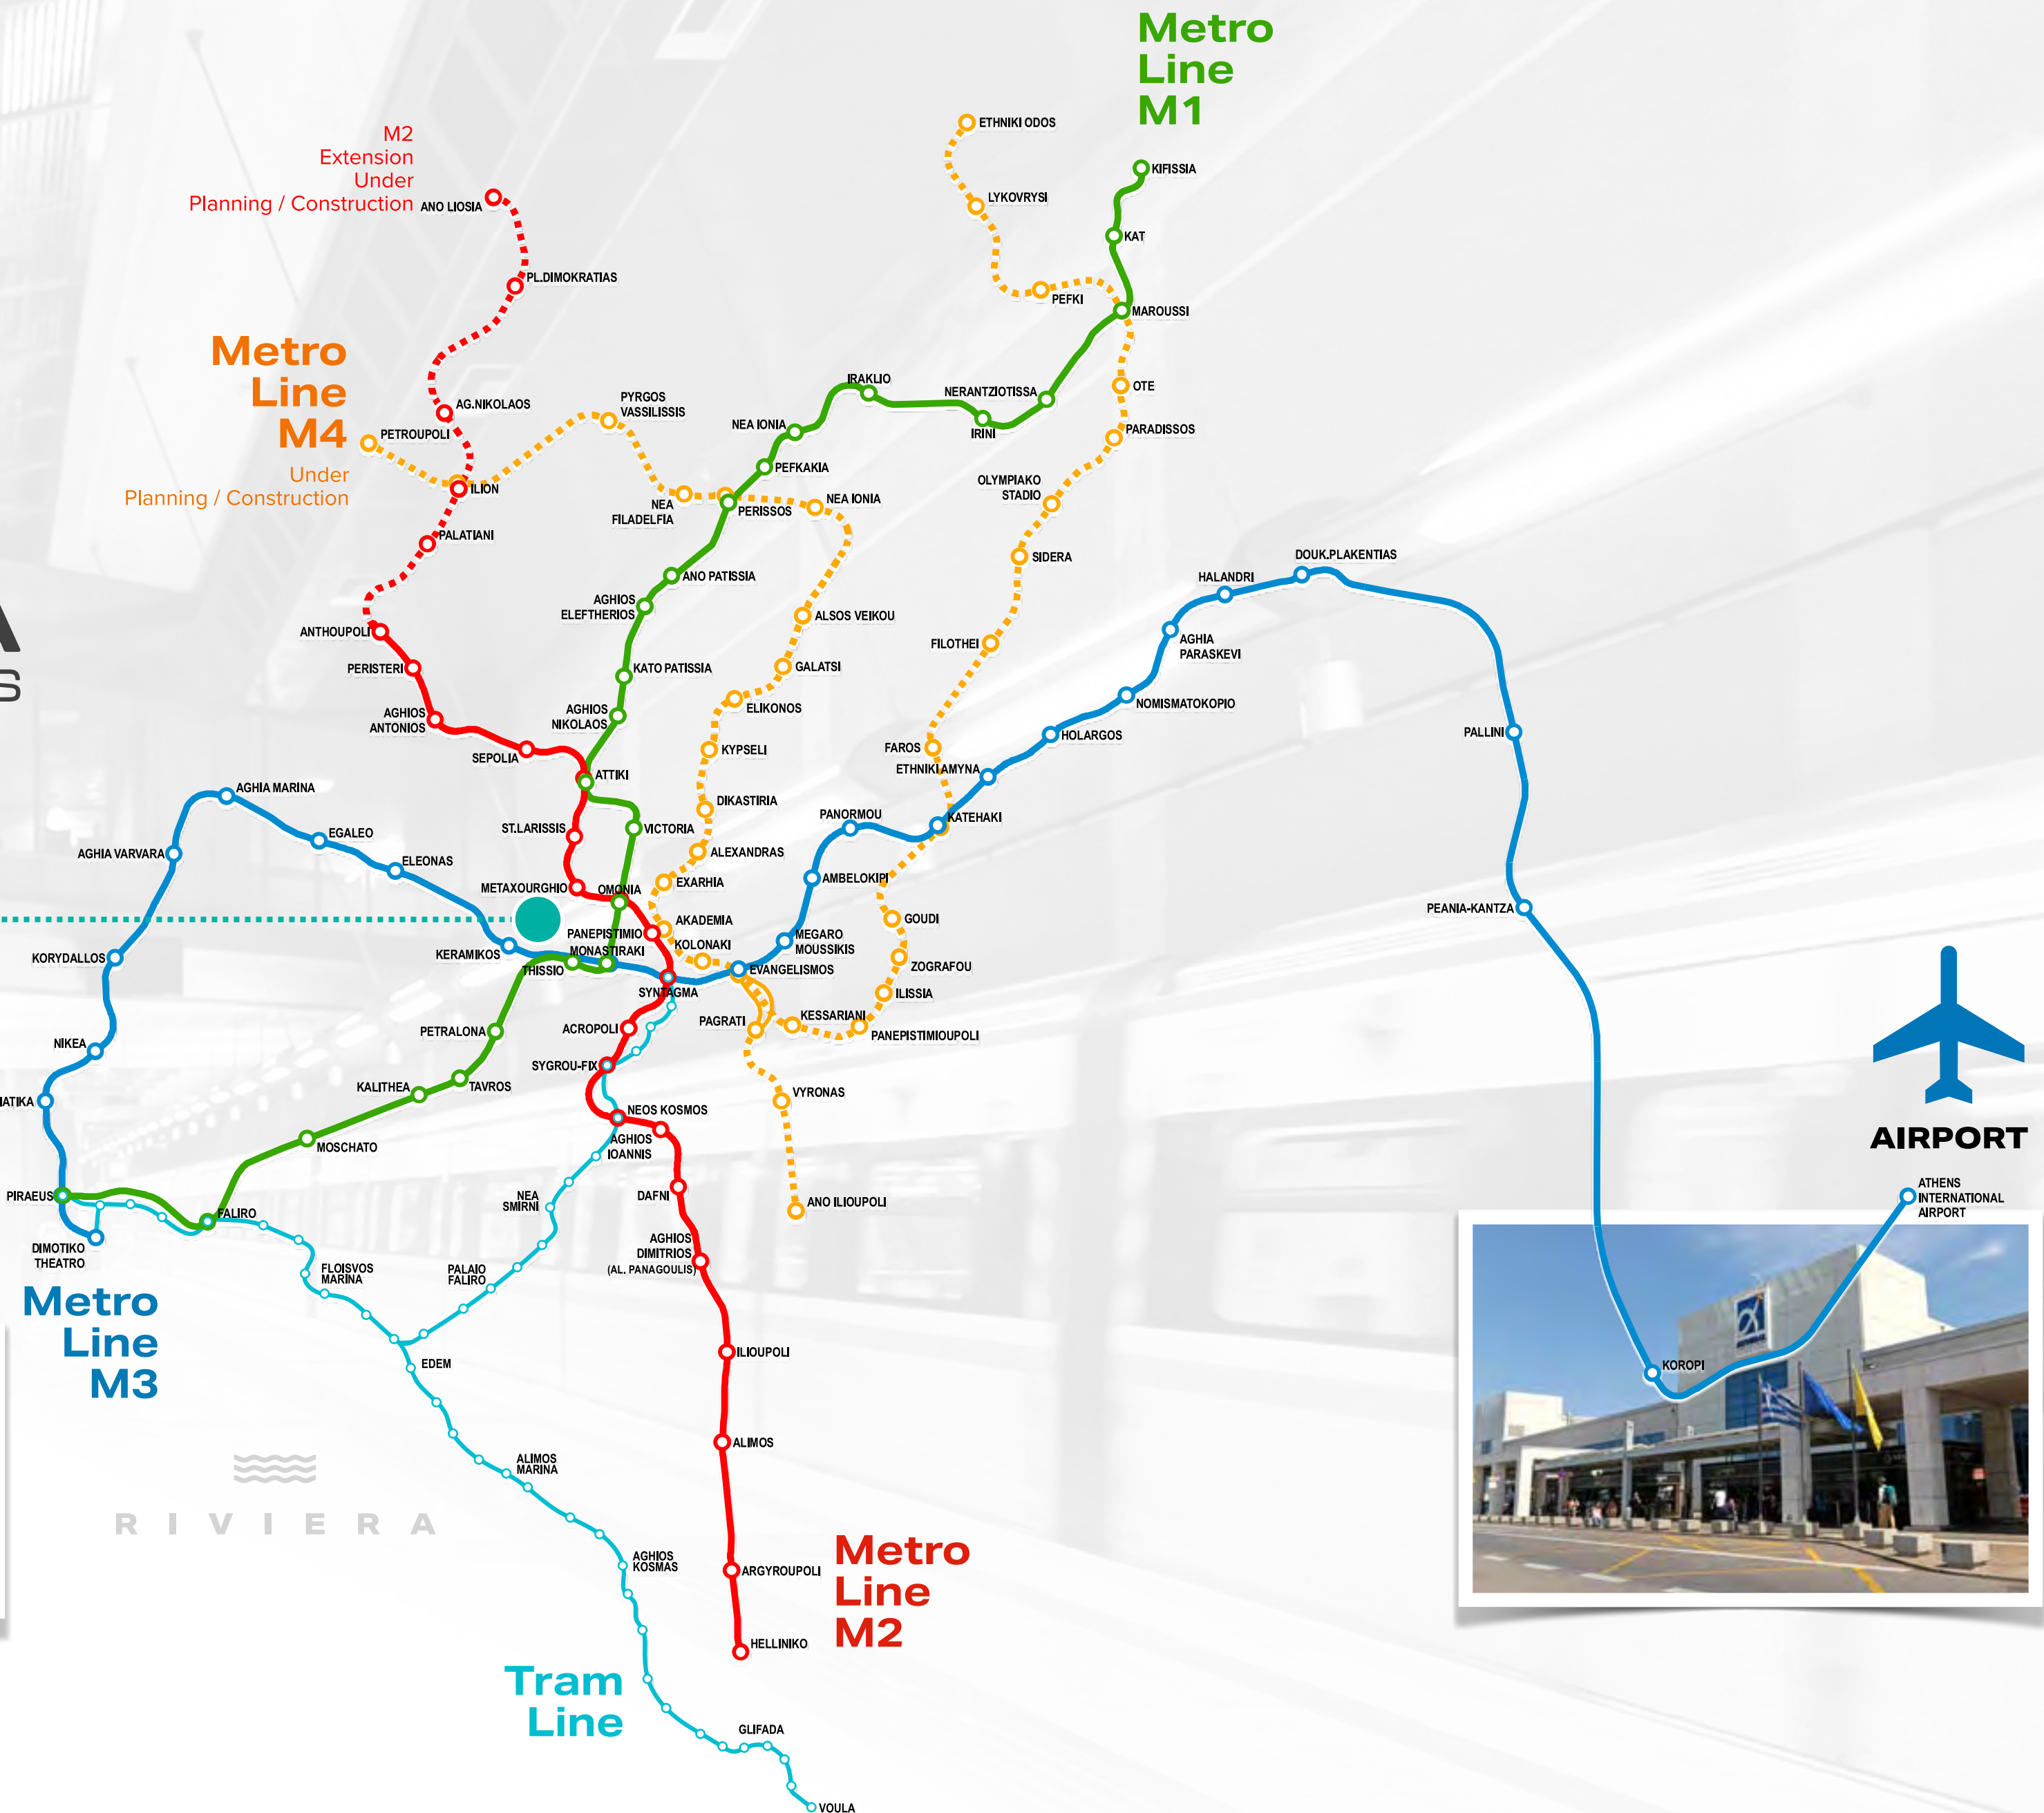 Metro
Line
M1
M2
Extension
Under
Planning / Construction
ANO LIOSIA
PL.DIMOKRATIAS
ETHNIKI ODOS
KIFISSIA
LYKOVRYSI
KAT
PEFKI
MAROUSSI
Metro
Line
M4
Under
Planning / Construction
AG.NIKOLAOS
PETROUPOLI
ILION
PALATIANI
PYRGOS
VASSILISSIS
IRAKLIO
NERANTZIOTISSA
IRINI
OTE
PARADISSOS
NEA IONIA
PEFKAKIA
OLYMPIAKO
STADIO
NEA
FILADELFIA
PERISSOS
NEA IONIA
SIDERA
DOUK.PLAKENTIAS
HALANDRI
ANO PATISSIA
AGHIOS
ELEFTHERIOS
ALSOS VEIKOU
ANTHOUPOLI
PERISTERI
FILOTHEI
AGHIA
PARASKEVI
KATO PATISSIA
GALATSI
A
S
AGHIOS
ANTONIOS
AGHIOS
NIKOLAOS
ELIKONOS
NOMISMATOKOPIO
HOLARGOS
PALLINI
SEPOLIA
KYPSELI
FAROS
ETHNIKI AMYNA
ATTIKI
AGHIA MARINA
DIKASTIRIA
PANORMOU
KATEHAKI
EGALEO
ST.LARISSIS
VICTORIA
AGHIA VARVARA
ELEONAS
ALEXANDRAS
METAXOURGHIO
OMONIA
EXARHIA
AMBELOKIPI
PEANIA-KANTZA
AKADEMIA
GOUDI
PANEPISTIMIO
MEGARO
MOUSSIKIS
KERAMIKOS
MONASTIRAKI
KOLONAKI
KORYDALLOS
THISSIO
EVANGELISMOS
ZOGRAFOU
SYNTAGMA
ILISSIA
PETRALONA
ACROPOLI
PAGRATI
KESSARIANI
PANEPISTIMIOUPOLI
NIKEA
SYGROU-FIX
KALITHEA
TAVROS
VYRONAS
IATIKA
NEOS KOSMOS
AGHIOS
IOANNIS
MOSCHATO
AIRPORT
PIRAEUS
NEA
SMIRNI
DAFNI
ANO ILIOUPOLI
ATHENS
INTERNATIONAL
AIRPORT
FALIRO
DIMOTIKO
THEATRO
AGHIOS
DIMITRIOS
(AL. PANAGOULIS)
FLOISVOS
MARINA
PALAIO
FALIRO
Metro
Line
M3
ILIOUPOLI
EDEM
KOROPI
ALIMOS
ALIMOS
MARINA
RIVIERA
AGHIOS
KOSMAS
ARGYROUPOLI
Metro
Line
M2
HELLINIKO
Tram
Line
GLIFADA
VOULA